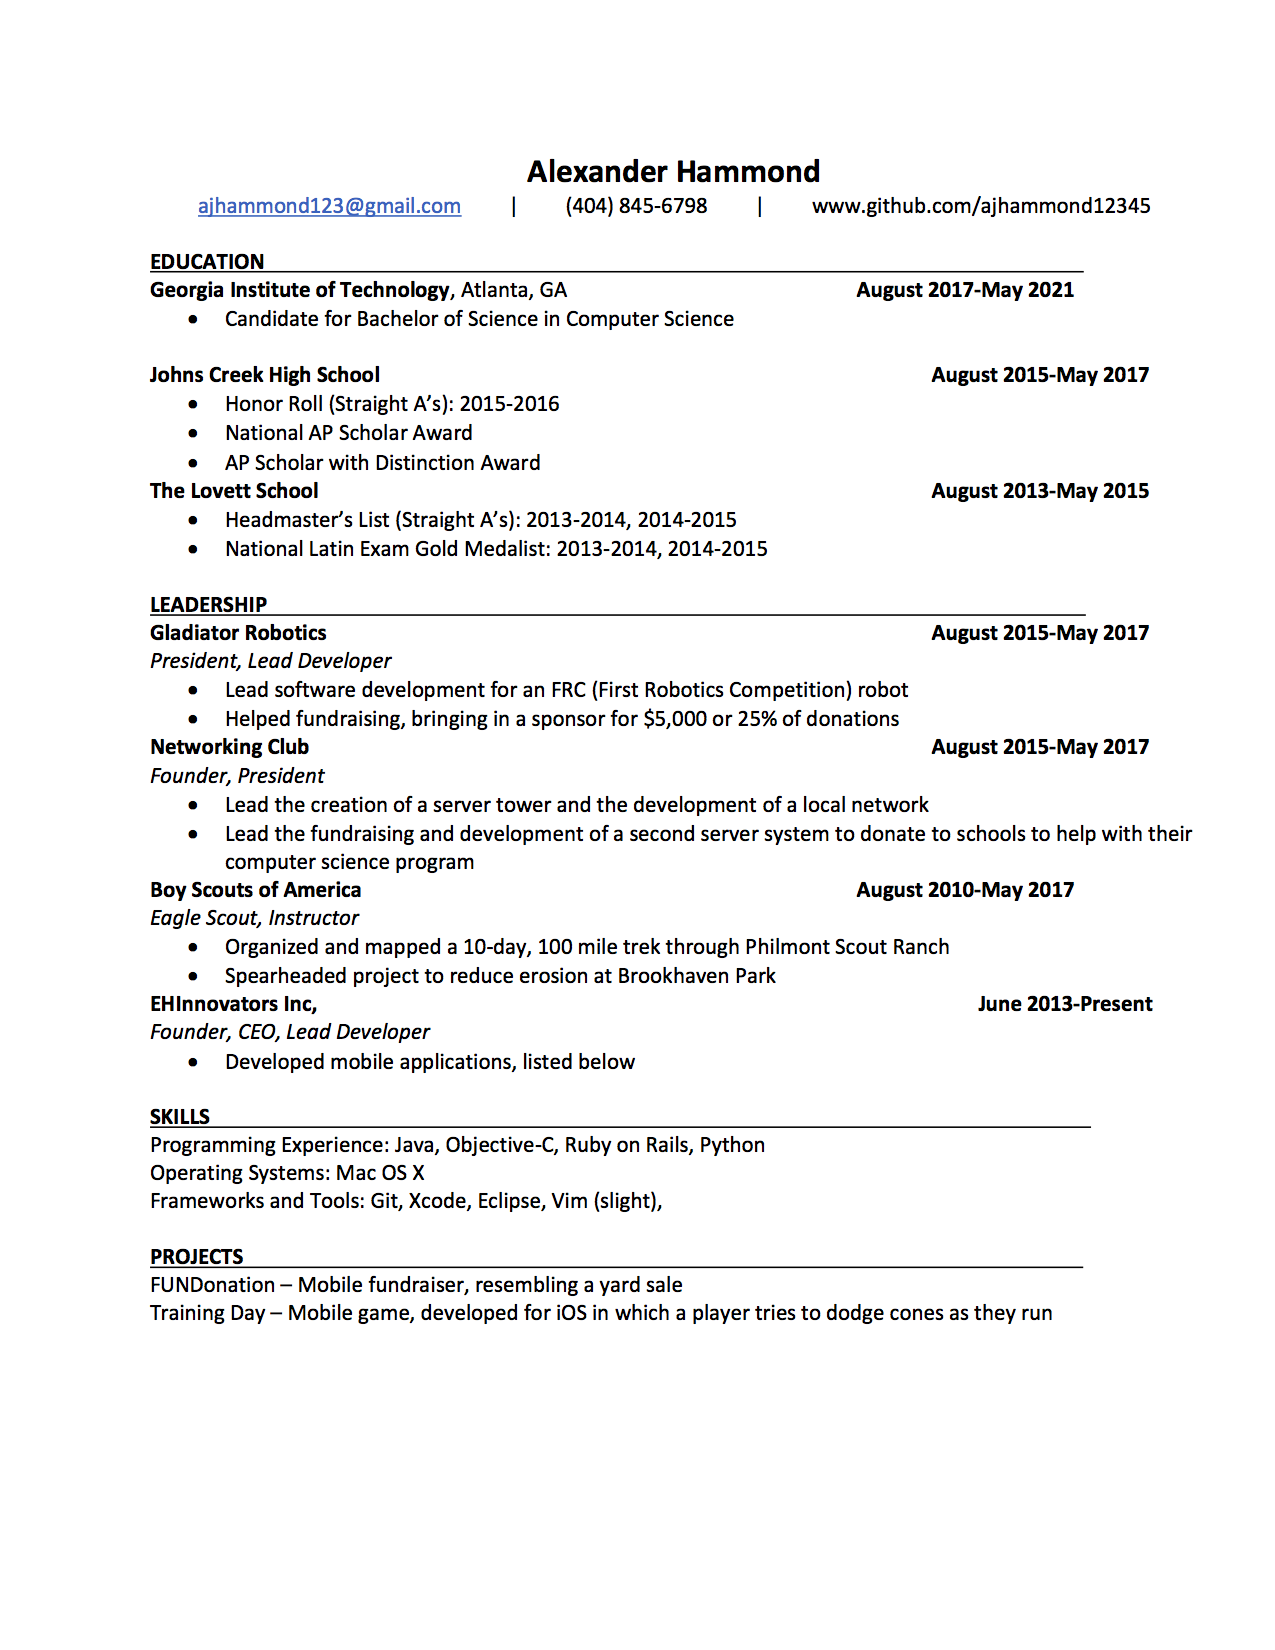 Alexander Hammond
ajhammond123@gmail.com | (404) 845-6798 | www.github.com/ajhammond12345
EDUCATION
Georgia Institute of Technology, Atlanta, GA August 2017-May 2021
• Candidate for Bachelor of Science in Computer Science
Johns Creek High School August 2015-May 2017
• Honor Roll (Straight A’s): 2015-2016
• National AP Scholar Award
• AP Scholar with Distinction Award
The Lovett School August 2013-May 2015
• Headmaster’s List (Straight A’s): 2013-2014, 2014-2015
• National Latin Exam Gold Medalist: 2013-2014, 2014-2015
LEADERSHIP
Gladiator Robotics August 2015-May 2017
President, Lead Developer
• Lead software development for an FRC (First Robotics Competition) robot
• Helped fundraising, bringing in a sponsor for $5,000 or 25% of donations
Networking Club August 2015-May 2017
Founder, President
• Lead the creation of a server tower and the development of a local network
• Lead the fundraising and development of a second server system to donate to schools to help with their
computer science program
Boy Scouts of America August 2010-May 2017
Eagle Scout, Instructor
• Organized and mapped a 10-day, 100 mile trek through Philmont Scout Ranch
• Spearheaded project to reduce erosion at Brookhaven Park
EHInnovators Inc, June 2013-Present
Founder, CEO, Lead Developer
• Developed mobile applications, listed below
SKILLS
Programming Experience: Java, Objective-C, Ruby on Rails, Python
Operating Systems: Mac OS X
Frameworks and Tools: Git, Xcode, Eclipse, Vim (slight),
PROJECTS
FUNDonation – Mobile fundraiser, resembling a yard sale
Training Day – Mobile game, developed for iOS in which a player tries to dodge cones as they run